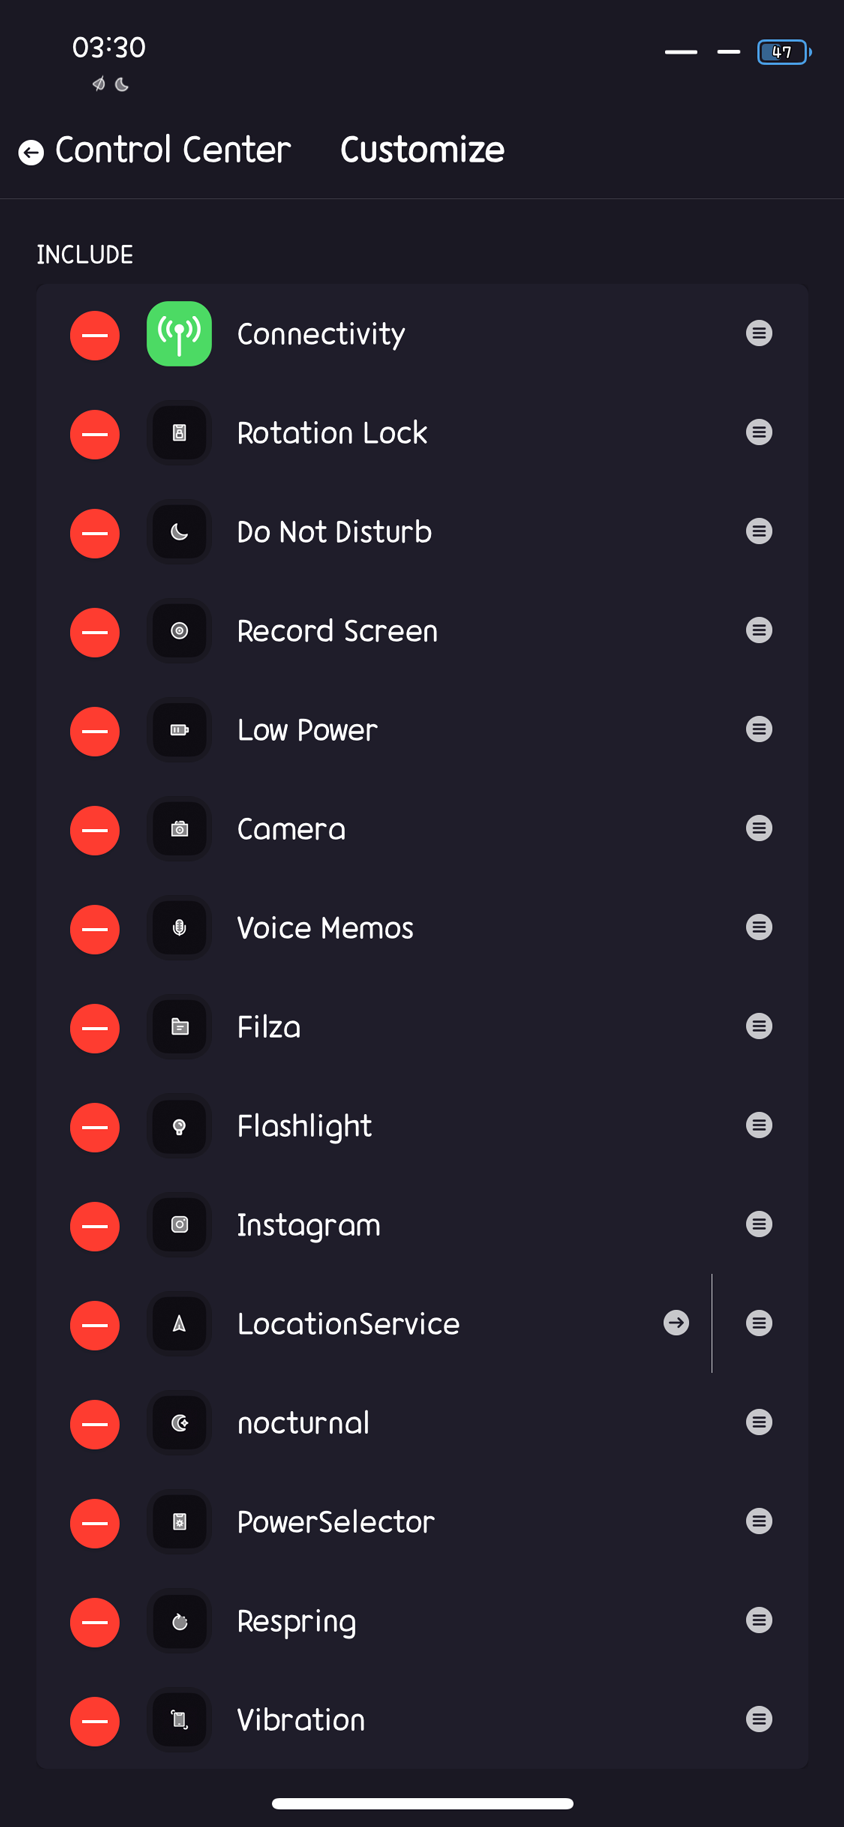 03:30
47
Control Center Customize
INCLUDE
Connectivity
Rotation Lock
Do Not Disturb
Record Screen
Low Power
Camera
Voice Memos
Filza
Flashlight
Instagram
LocationService
nocturnal
PowerSelector
Respring
Vibration